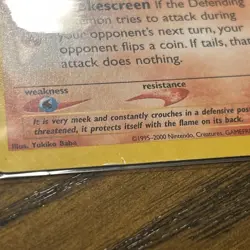 kescreen If the Defending
tries to attack during
your opponent's next turn, your
opponent flips a coin. If tails, that
attack does nothing.
weakness resistance
It is very meek and constantly crouches in a defensive pos
threatened, it protects itself with the flame on its back.
Illus. Yukiko Baba ©1995-2000 Nintendo, Creatures, GAMEFR